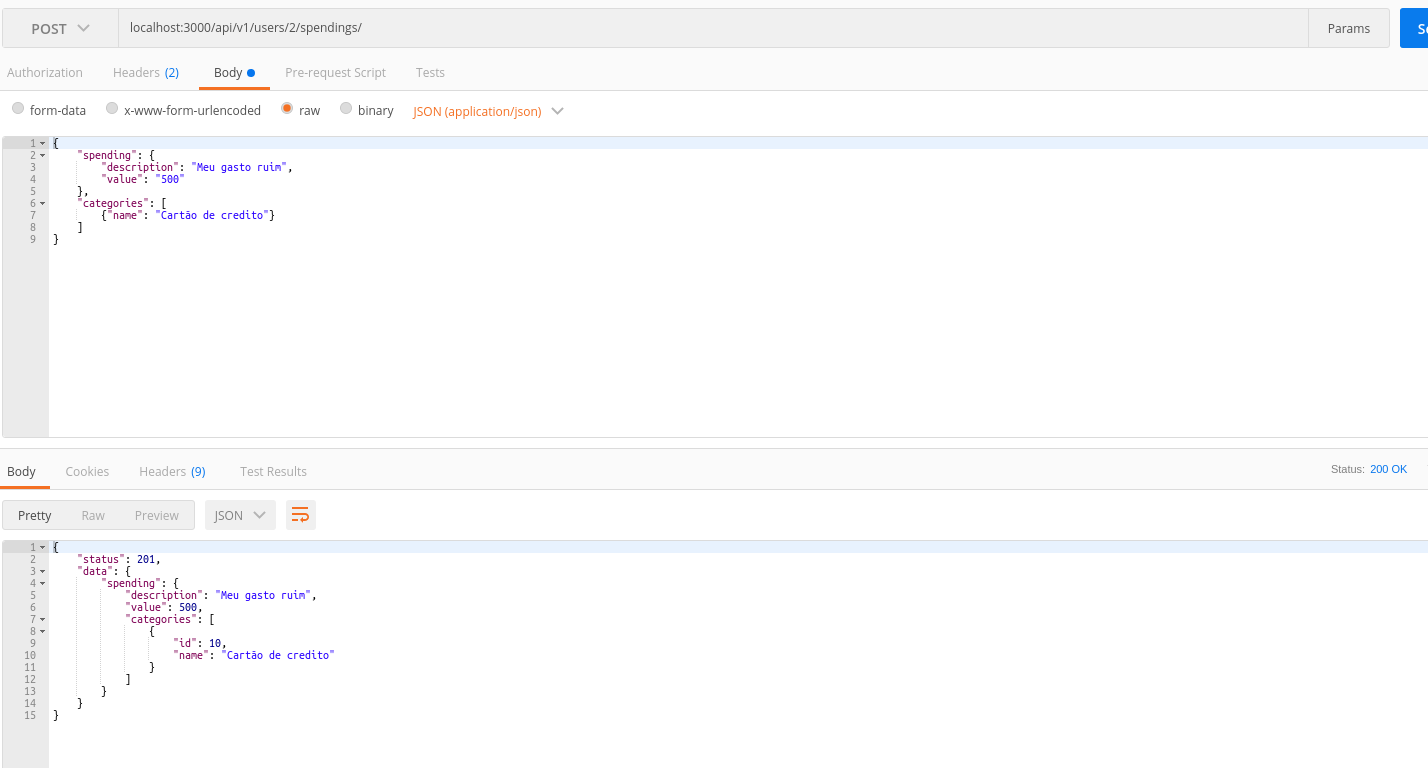 POST localhost:3000/api/v1/users/2/spendings/ Params
Authorization Headers (2) Body Pre-request Script Tests
form-data x-www-form-urlencoded raw binary JSON (application/json)
1 {
2 "spending": {
3 "description": "Meu gasto ruim",
4 "value": "500"
5 },
6 "categories": [
7 {"name": "Cartão de credito"}
8 ]
9 }
Body Cookies Headers (9) Test Results Status: 200 OK
Pretty Raw Preview JSON
1 {
2 "status": 201,
3 "data": {
4 "spending": {
5 "description": "Meu gasto ruim",
6 "value": 500,
7 "categories": [
8 {
9 "id": 10,
10 "name": "Cartão de credito"
11 }
12 ]
13 }
14 }
15 }